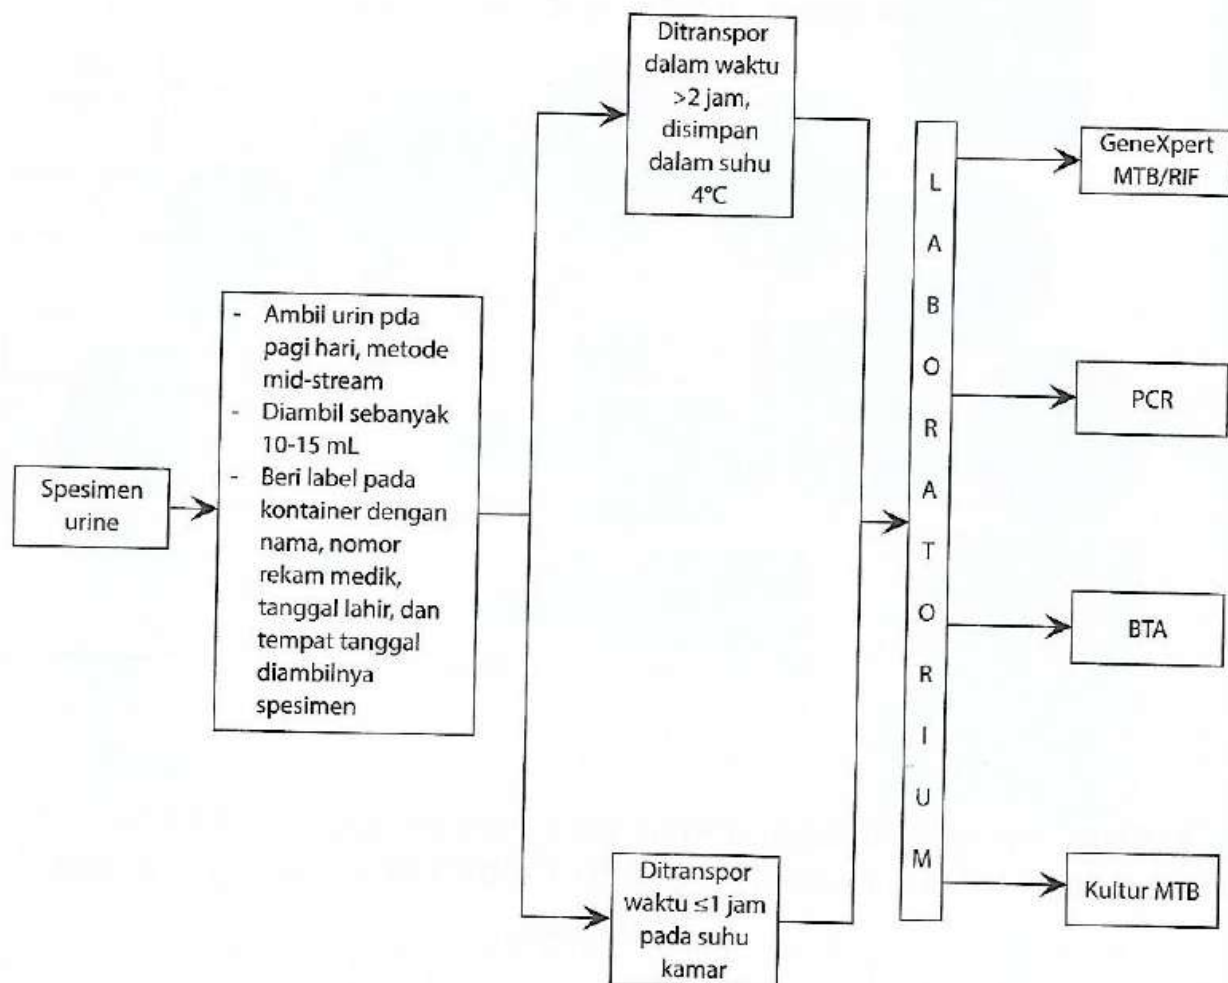 Spesimen
urine
- Ambil urin pda
pagi hari, metode
mid-stream
- Diambil sebanyak
10-15 mL
- Beri label pada
kontainer dengan
nama, nomor
rekam medik,
tanggal lahir, dan
tempat tanggal
diambilnya
spesimen
Ditranspor
dalam waktu
>2 jam,
disimpan
dalam suhu
4°C
Ditranspor
waktu ≤1 jam
pada suhu
kamar
L
A
B
O
R
A
T
O
R
I
U
M
GeneXpert
MTB/RIF
PCR
BTA
Kultur MTB